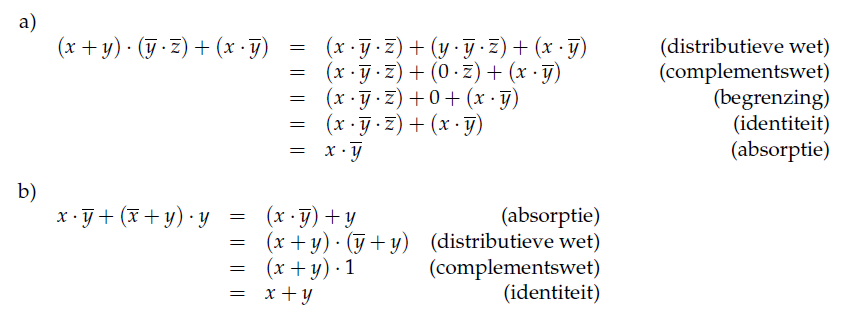 a)
(x + y) · (y̅ · z̅) + (x · y̅) = (x · y̅ · z̅) + (y · y̅ · z̅) + (x · y̅) (distributieve wet)
= (x · y̅ · z̅) + (0 · z̅) + (x · y̅) (complementswet)
= (x · y̅ · z̅) + 0 + (x · y̅) (begrenzing)
= (x · y̅ · z̅) + (x · y̅) (identiteit)
= x · y̅ (absorptie)
b)
x · y̅ + (x̅ + y) · y = (x · y̅) + y (absorptie)
= (x + y) · (y̅ + y) (distributieve wet)
= (x + y) · 1 (complementswet)
= x + y (identiteit)